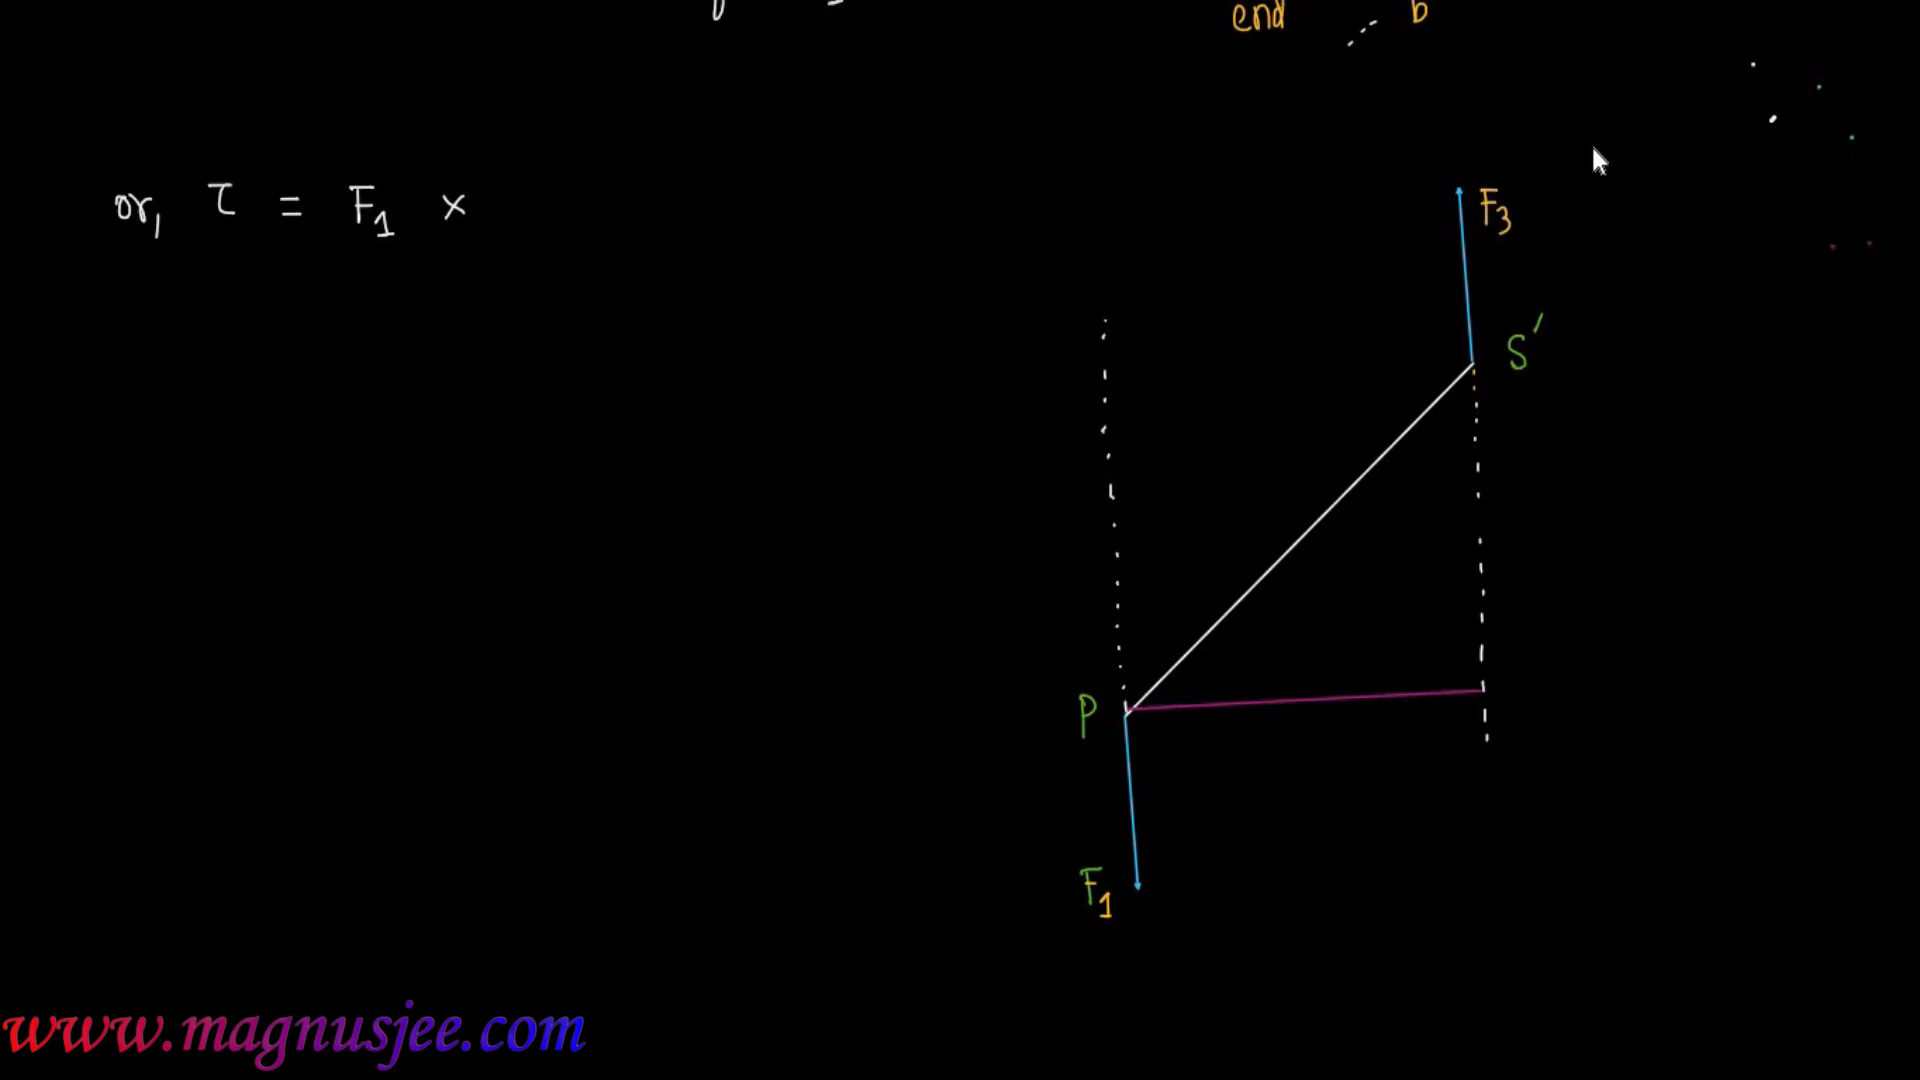 end b
or, τ = F₁ ×
F₃
S′
P
F₁
www.magnusjee.com